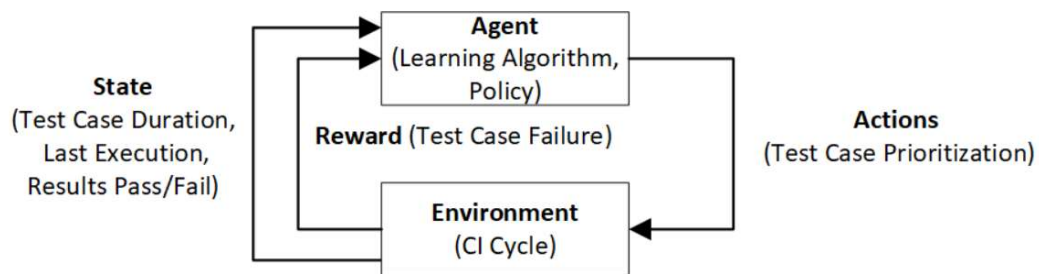 Agent
(Learning Algorithm,
Policy)
State
(Test Case Duration,
Last Execution,
Results Pass/Fail)
Reward (Test Case Failure)
Actions
(Test Case Prioritization)
Environment
(CI Cycle)